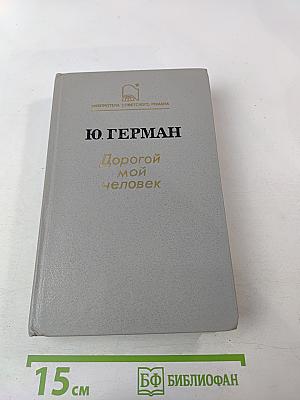 БИБЛИОТЕКА СОВЕТСКОГО РОМАНА
Ю. ГЕРМАН
Дорогой
мой
человек
15 см
БФ БИБЛИОФАН